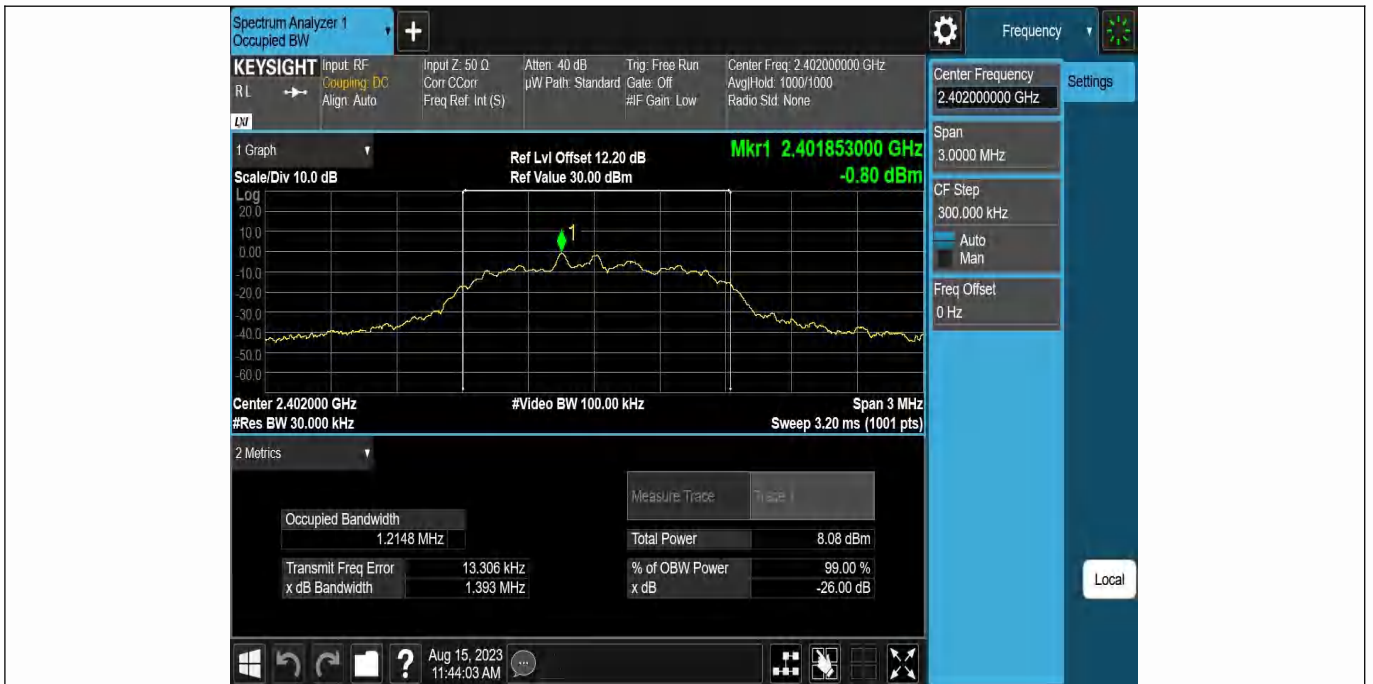 Spectrum Analyzer 1
Occupied BW
Frequency
KEYSIGHT
RL
LXI
Input: RF
Coupling: DC
Align: Auto
Input Z: 50 Ω
Corr CCorr
Freq Ref: Int (S)
Atten: 40 dB
µW Path: Standard
Trig: Free Run
Gate: Off
#IF Gain: Low
Center Freq: 2.402000000 GHz
Avg|Hold: 1000/1000
Radio Std: None
Center Frequency
2.402000000 GHz
Settings
Span
3.0000 MHz
CF Step
300.000 kHz
Auto
Man
Freq Offset
0 Hz
Local
1 Graph
Scale/Div 10.0 dB
Ref Lvl Offset 12.20 dB
Ref Value 30.00 dBm
Mkr1 2.401853000 GHz
-0.80 dBm
Log
20.0
10.0
0.00
-10.0
-20.0
-30.0
-40.0
-50.0
-60.0
1
Center 2.402000 GHz
#Video BW 100.00 kHz
Span 3 MHz
#Res BW 30.000 kHz
Sweep 3.20 ms (1001 pts)
2 Metrics
Measure Trace
Trace 1
Occupied Bandwidth
1.2148 MHz
Total Power
8.08 dBm
Transmit Freq Error
13.306 kHz
% of OBW Power
99.00 %
x dB Bandwidth
1.393 MHz
x dB
-26.00 dB
?
Aug 15, 2023
11:44:03 AM